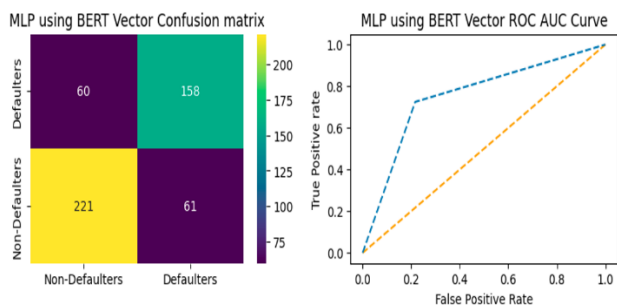 MLP using BERT Vector Confusion matrix
Defaulters
Non-Defaulters
60
158
221
61
Non-Defaulters
Defaulters
200
175
150
125
100
75
MLP using BERT Vector ROC AUC Curve
True Positive rate
1.0
0.8
0.6
0.4
0.2
0.0
0.0
0.2
0.4
0.6
0.8
1.0
False Positive Rate